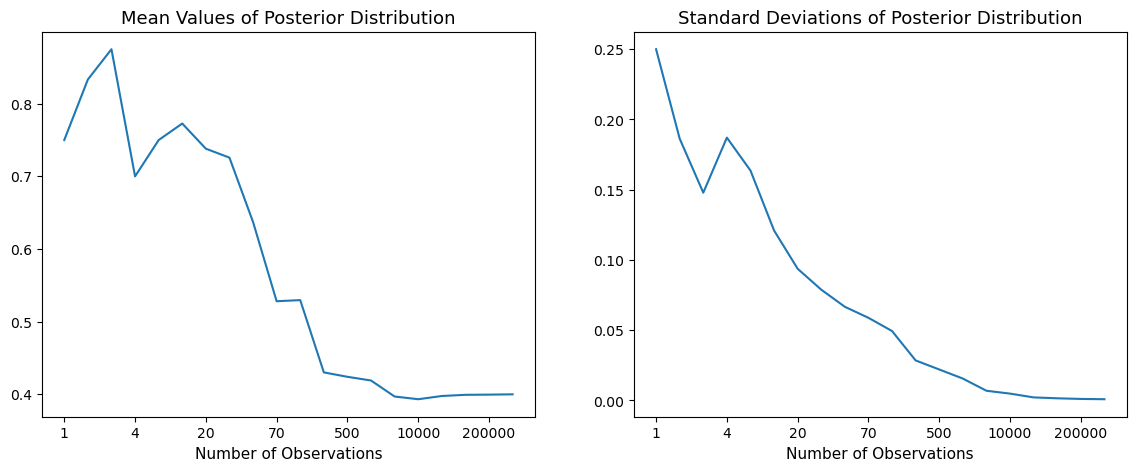 Mean Values of Posterior Distribution
0.8
0.7
0.6
0.5
0.4
1 4 20 70 500 10000 200000
Number of Observations
Standard Deviations of Posterior Distribution
0.25
0.20
0.15
0.10
0.05
0.00
1 4 20 70 500 10000 200000
Number of Observations